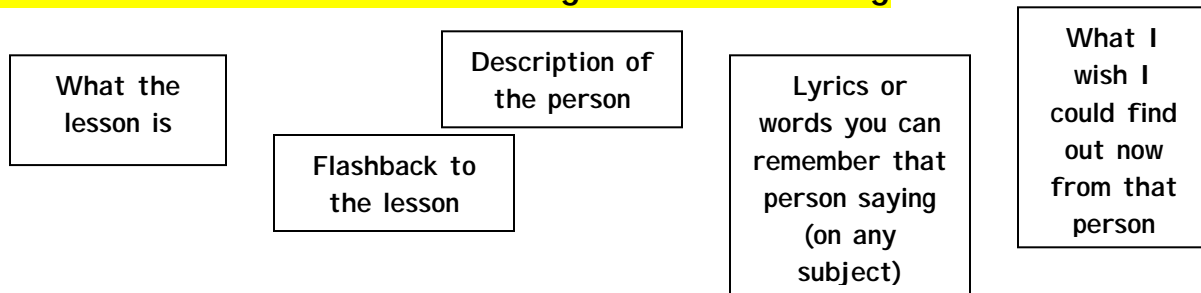 What the
lesson is
Flashback to
the lesson
Description of
the person
Lyrics or
words you can
remember that
person saying
(on any
subject)
What I
wish I
could find
out now
from that
person